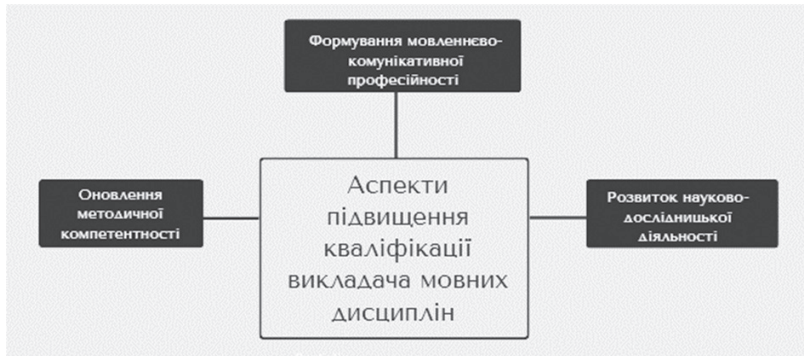 Формування мовленнєво-
комунікативної
професійності
Оновлення
методичної
компетентності
Аспекти
підвищення
кваліфікації
викладача мовних
дисциплін
Розвиток науково-
дослідницької
діяльності